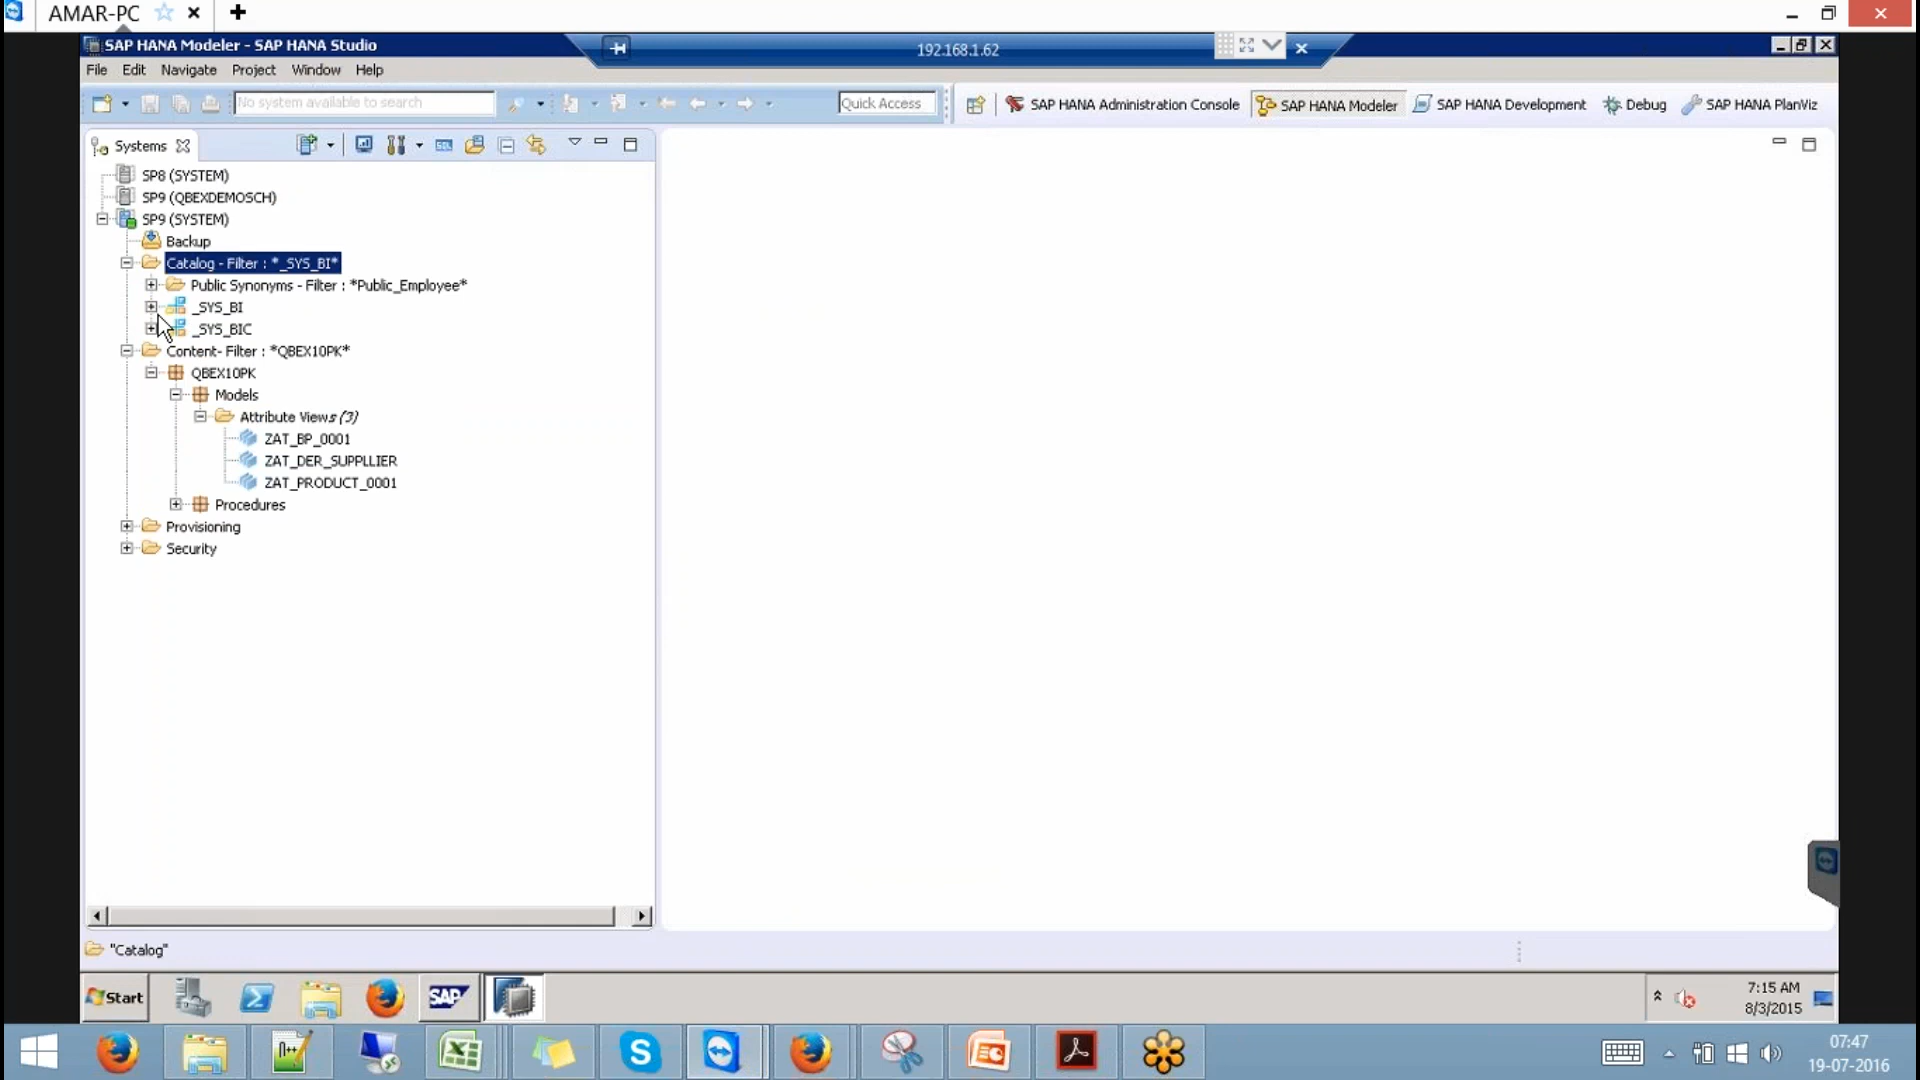 AMAR-PC
SAP HANA Modeler - SAP HANA Studio
192.168.1.62
File Edit Navigate Project Window Help
No system available to search
Quick Access
SAP HANA Administration Console
SAP HANA Modeler
SAP HANA Development
Debug
SAP HANA PlanViz
Systems
SQL
SP8 (SYSTEM)
SP9 (QBEXDEMOSCH)
SP9 (SYSTEM)
Backup
Catalog - Filter : *_SYS_BI*
Public Synonyms - Filter : *Public_Employee*
_SYS_BI
_SYS_BIC
Content- Filter : *QBEX10PK*
QBEX10PK
Models
Attribute Views (3)
ZAT_BP_0001
ZAT_DER_SUPPLLIER
ZAT_PRODUCT_0001
Procedures
Provisioning
Security
"Catalog"
Start
SAP
7:15 AM
8/3/2015
07:47
19-07-2016